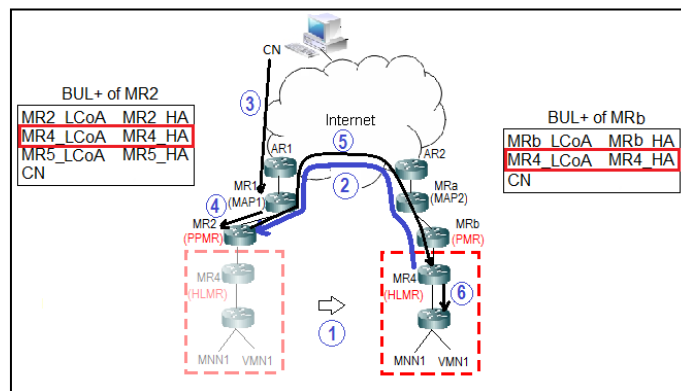 CN
BUL+ of MR2
MR2_LCoA MR2_HA
MR4_LCoA MR4_HA
MR5_LCoA MR5_HA
CN
3
Internet
5
BUL+ of MRb
MRb_LCoA MRb_HA
MR4_LCoA MR4_HA
CN
AR1
AR2
2
MR1
(MAP1)
MRa
(MAP2)
4
MR2
(PPMR)
MRb
(PMR)
MR4
(HLMR)
MR4
(HLMR)
6
1
MNN1 VMN1
MNN1 VMN1